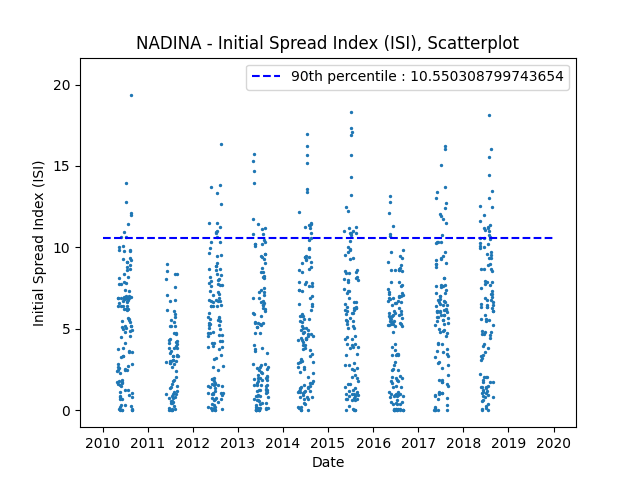 NADINA - Initial Spread Index (ISI), Scatterplot
90th percentile : 10.550308799743654
20
15
10
5
0
Initial Spread Index (ISI)
2010 2011 2012 2013 2014 2015 2016 2017 2018 2019 2020
Date